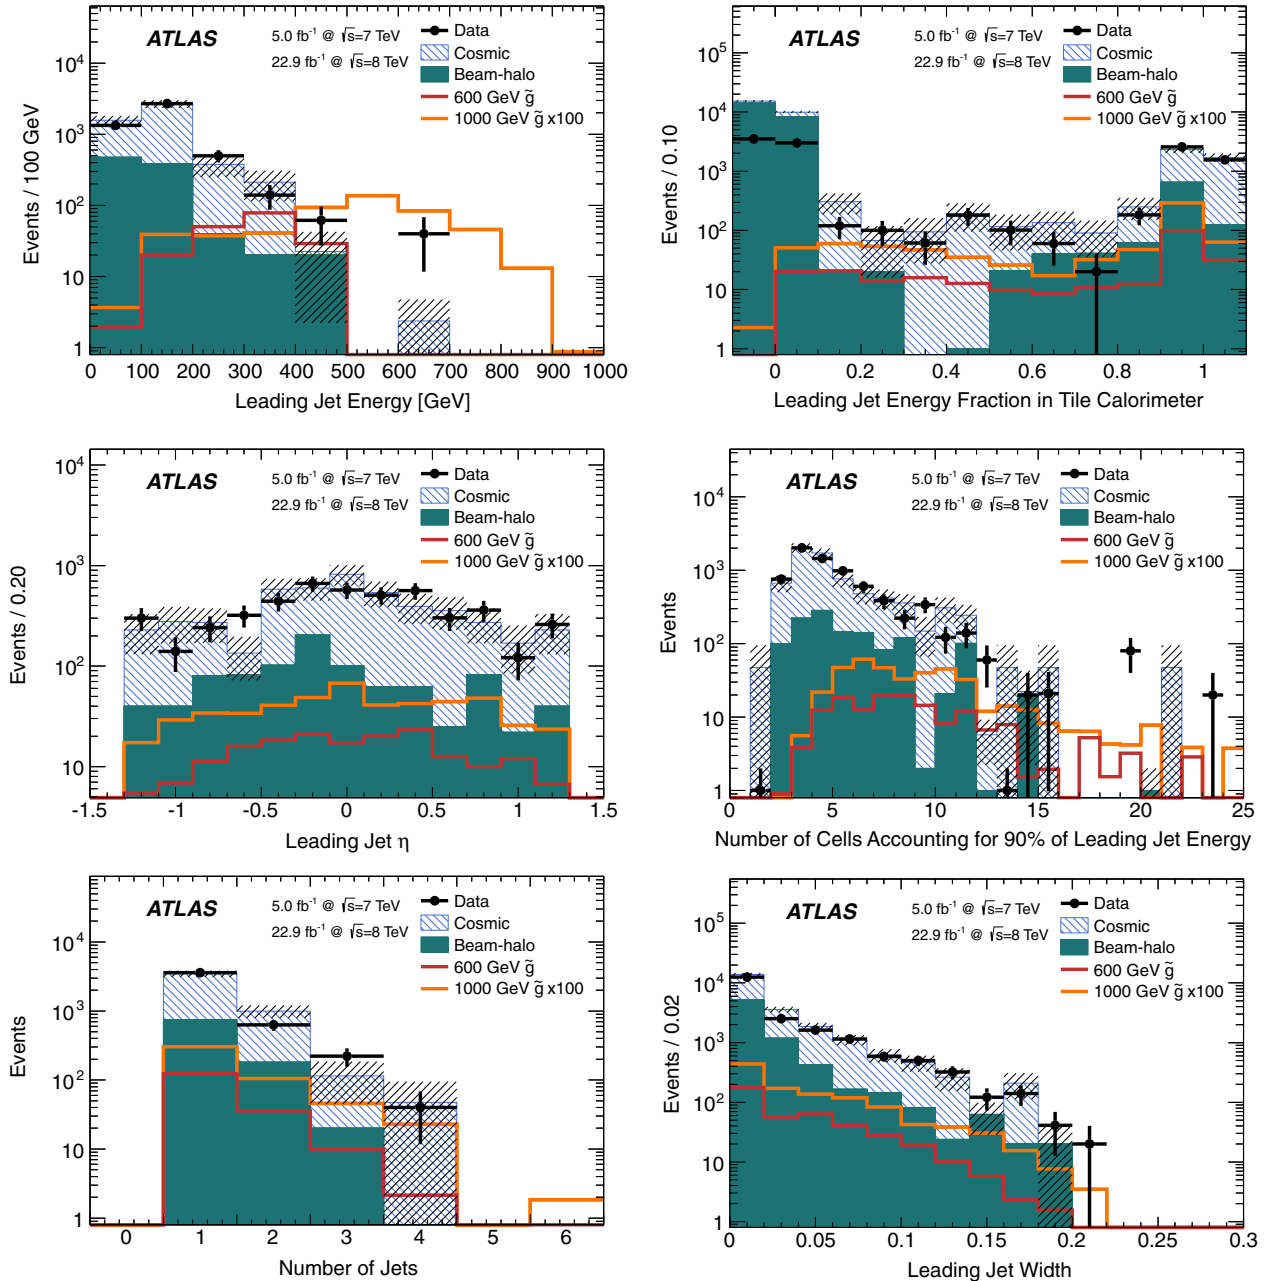 ATLAS
5.0 fb⁻¹ @ √s=7 TeV
22.9 fb⁻¹ @ √s=8 TeV
Data
Cosmic
Beam-halo
600 GeV g̃
1000 GeV g̃ x100
10⁴
10³
10²
10
1
Events / 100 GeV
0 100 200 300 400 500 600 700 800 900 1000
Leading Jet Energy [GeV]
ATLAS
5.0 fb⁻¹ @ √s=7 TeV
22.9 fb⁻¹ @ √s=8 TeV
Data
Cosmic
Beam-halo
600 GeV g̃
1000 GeV g̃ x100
10⁵
10⁴
10³
10²
10
1
Events / 0.10
0 0.2 0.4 0.6 0.8 1
Leading Jet Energy Fraction in Tile Calorimeter
ATLAS
5.0 fb⁻¹ @ √s=7 TeV
22.9 fb⁻¹ @ √s=8 TeV
Data
Cosmic
Beam-halo
600 GeV g̃
1000 GeV g̃ x100
10⁴
10³
10²
10
Events / 0.20
-1.5 -1 -0.5 0 0.5 1 1.5
Leading Jet η
ATLAS
5.0 fb⁻¹ @ √s=7 TeV
22.9 fb⁻¹ @ √s=8 TeV
Data
Cosmic
Beam-halo
600 GeV g̃
1000 GeV g̃ x100
10⁴
10³
10²
10
1
Events
0 5 10 15 20 25
Number of Cells Accounting for 90% of Leading Jet Energy
ATLAS
5.0 fb⁻¹ @ √s=7 TeV
22.9 fb⁻¹ @ √s=8 TeV
Data
Cosmic
Beam-halo
600 GeV g̃
1000 GeV g̃ x100
10⁴
10³
10²
10
1
Events
0 1 2 3 4 5 6
Number of Jets
ATLAS
5.0 fb⁻¹ @ √s=7 TeV
22.9 fb⁻¹ @ √s=8 TeV
Data
Cosmic
Beam-halo
600 GeV g̃
1000 GeV g̃ x100
10⁵
10⁴
10³
10²
10
1
Events / 0.02
0 0.05 0.1 0.15 0.2 0.25 0.3
Leading Jet Width